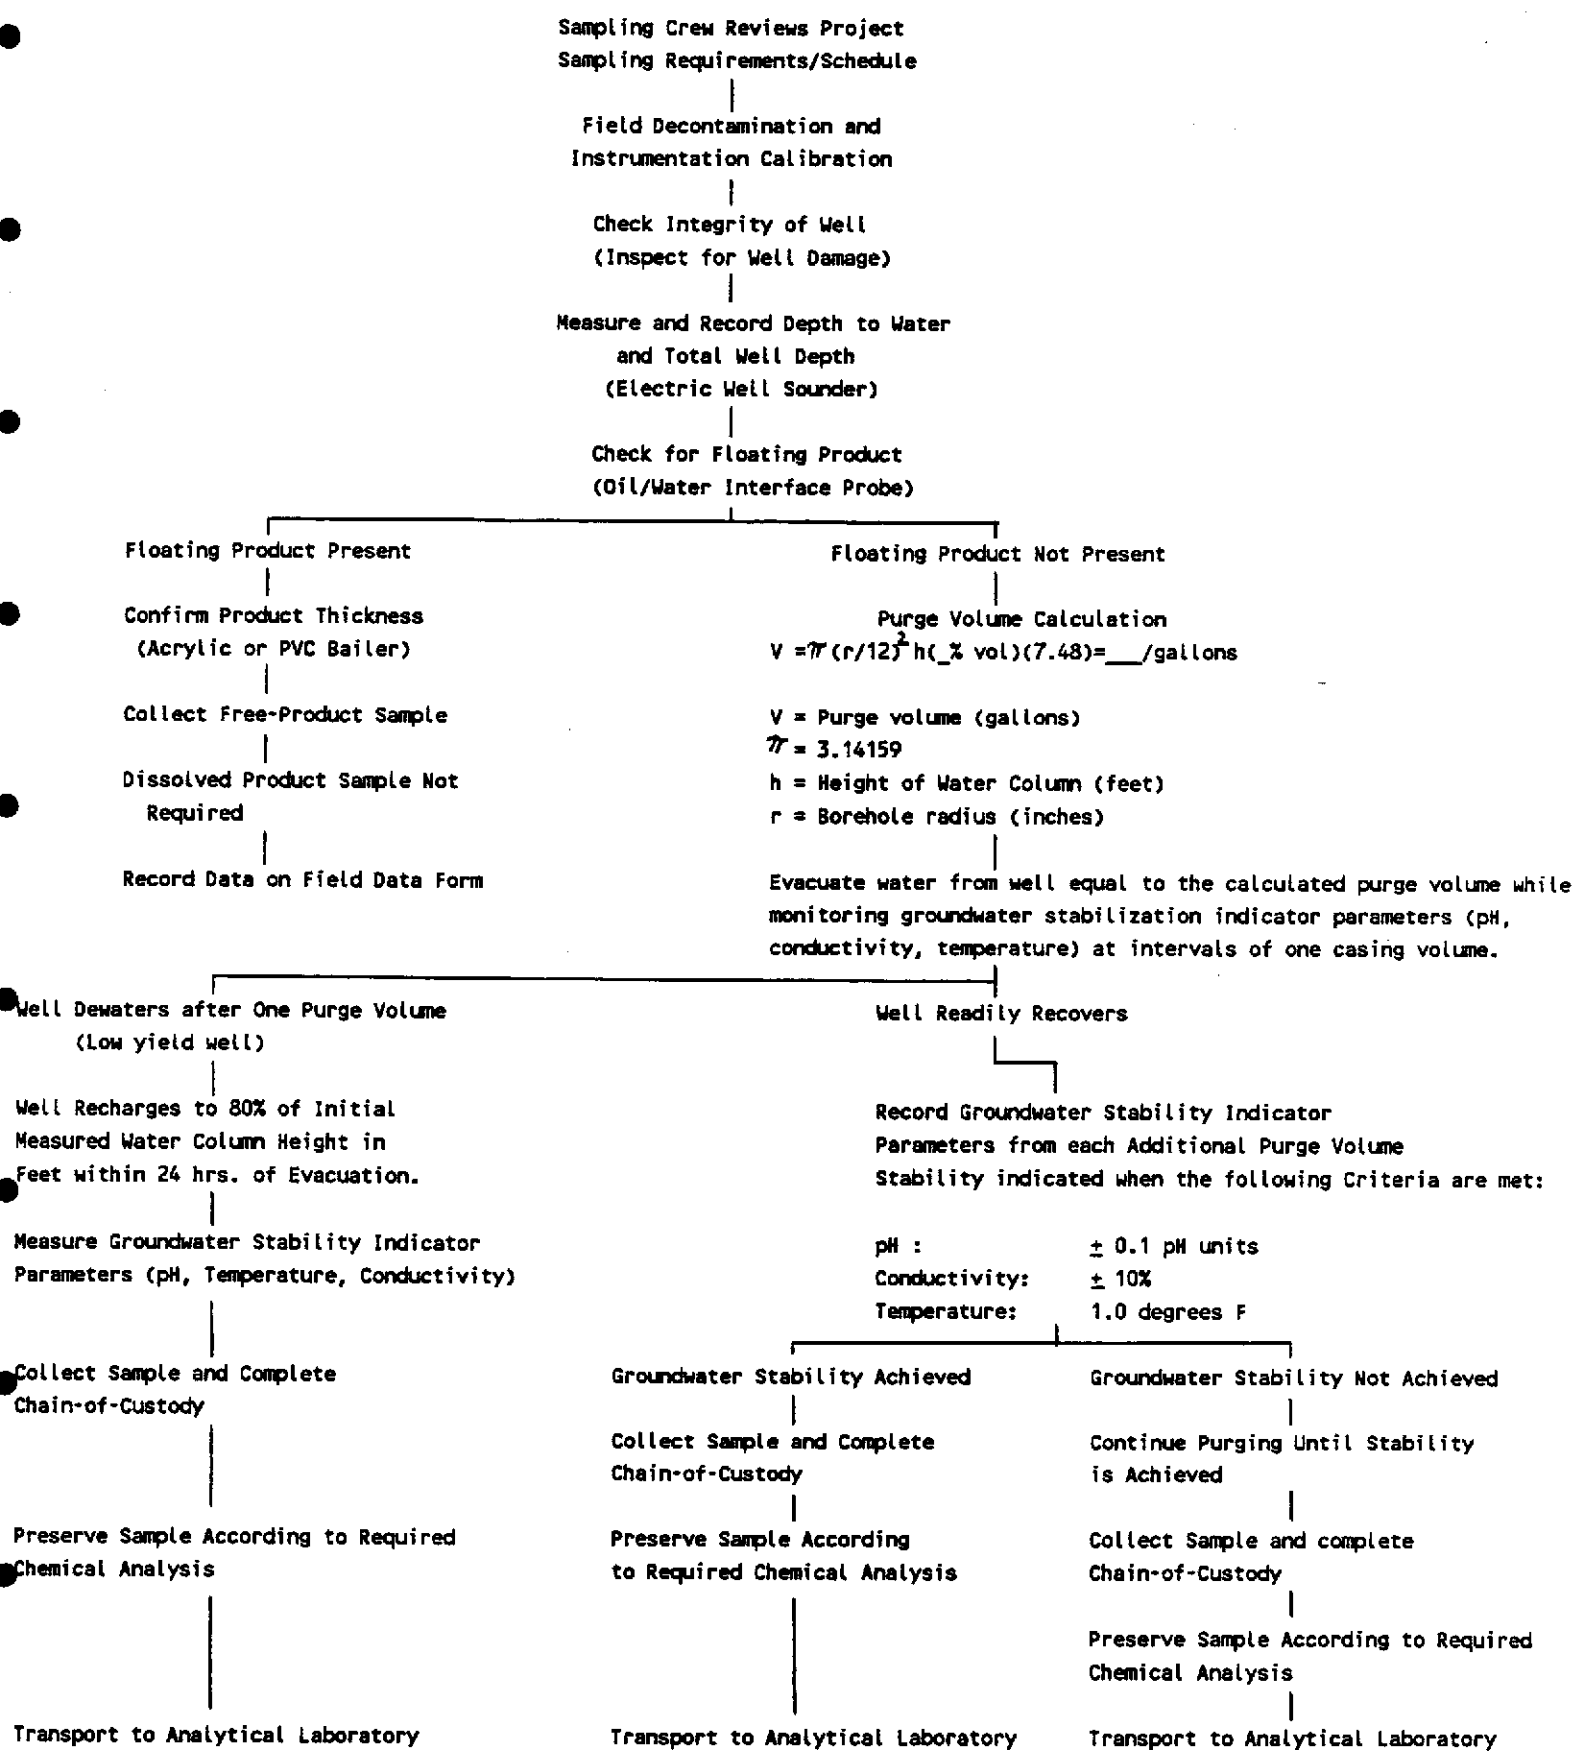 Sampling Crew Reviews Project
Sampling Requirements/Schedule
Field Decontamination and
Instrumentation Calibration
Check Integrity of Well
(Inspect for Well Damage)
Measure and Record Depth to Water
and Total Well Depth
(Electric Well Sounder)
Check for Floating Product
(Oil/Water Interface Probe)
Floating Product Present
Confirm Product Thickness
(Acrylic or PVC Bailer)
Collect Free-Product Sample
Dissolved Product Sample Not
Required
Record Data on Field Data Form
Floating Product Not Present
Purge Volume Calculation
V =π(r/12)² h(_% vol)(7.48)=___/gallons
V = Purge volume (gallons)
π = 3.14159
h = Height of Water Column (feet)
r = Borehole radius (inches)
Evacuate water from well equal to the calculated purge volume while
monitoring groundwater stabilization indicator parameters (pH,
conductivity, temperature) at intervals of one casing volume.
Well Dewaters after One Purge Volume
(Low yield well)
Well Recharges to 80% of Initial
Measured Water Column Height in
Feet within 24 hrs. of Evacuation.
Measure Groundwater Stability Indicator
Parameters (pH, Temperature, Conductivity)
Collect Sample and Complete
Chain-of-Custody
Preserve Sample According to Required
Chemical Analysis
Transport to Analytical Laboratory
Well Readily Recovers
Record Groundwater Stability Indicator
Parameters from each Additional Purge Volume
Stability indicated when the following Criteria are met:
pH : ± 0.1 pH units
Conductivity: ± 10%
Temperature: 1.0 degrees F
Groundwater Stability Achieved
Collect Sample and Complete
Chain-of-Custody
Preserve Sample According
to Required Chemical Analysis
Transport to Analytical Laboratory
Groundwater Stability Not Achieved
Continue Purging Until Stability
is Achieved
Collect Sample and complete
Chain-of-Custody
Preserve Sample According to Required
Chemical Analysis
Transport to Analytical Laboratory